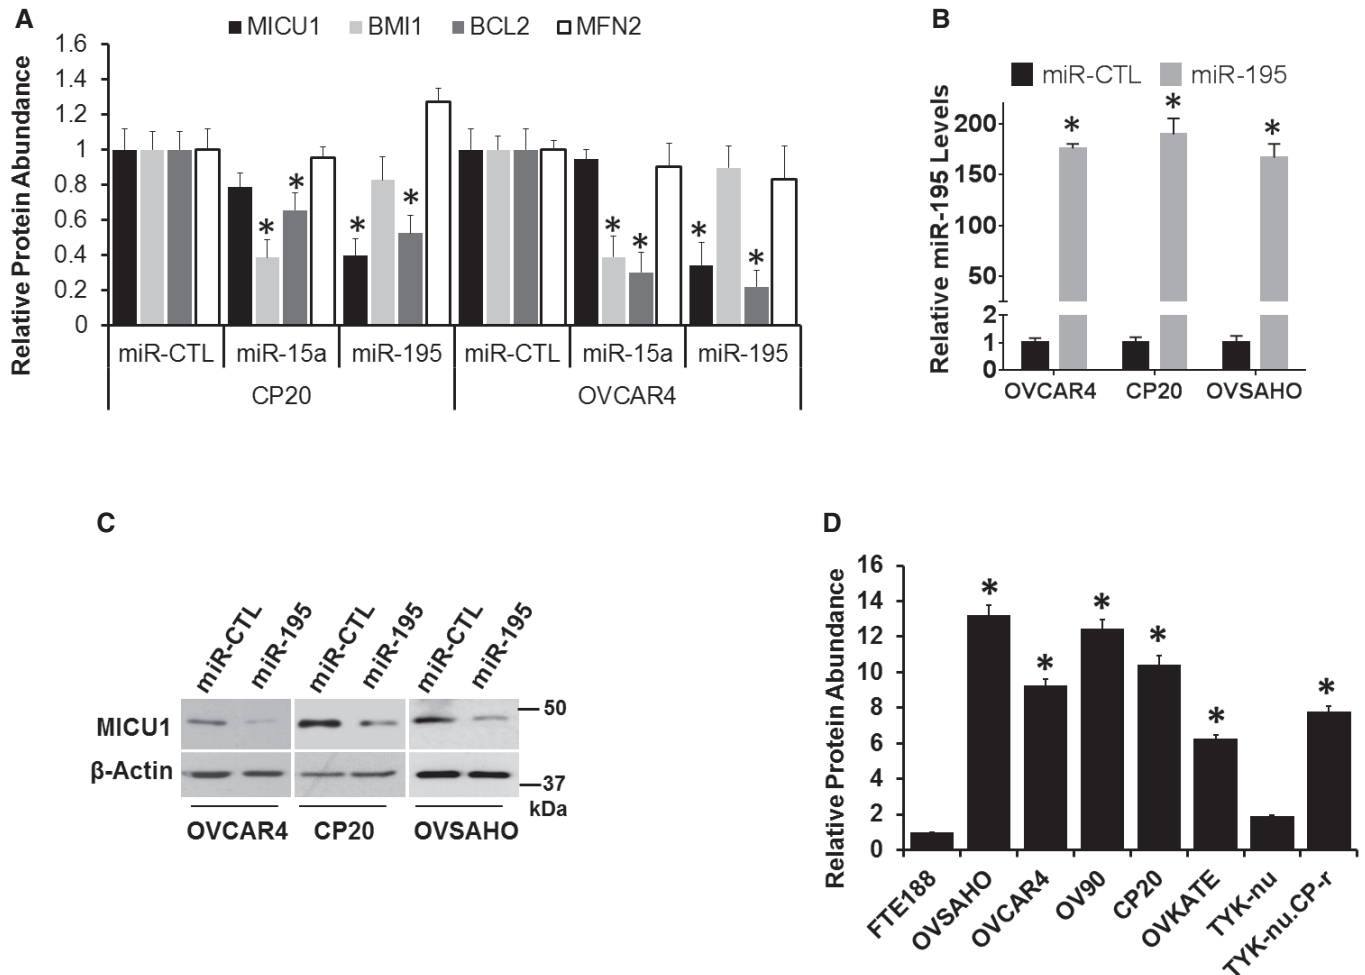 A
MICU1 BMI1 BCL2 MFN2
Relative Protein Abundance
1.6
1.4
1.2
1
0.8
0.6
0.4
0.2
0
* * * * * * * *
miR-CTL miR-15a miR-195 miR-CTL miR-15a miR-195
CP20 OVCAR4
B
miR-CTL miR-195
Relative miR-195 Levels
200
150
100
50
2
1
0
* * *
OVCAR4 CP20 OVSAHO
C
miR-CTL miR-195 miR-CTL miR-195 miR-CTL miR-195
MICU1
β-Actin
50
37
kDa
OVCAR4 CP20 OVSAHO
D
Relative Protein Abundance
16
14
12
10
8
6
4
2
0
* * * * * *
FTE188 OVSAHO OVCAR4 OV90 CP20 OVKATE TYK-nu TYK-nu.CP-r